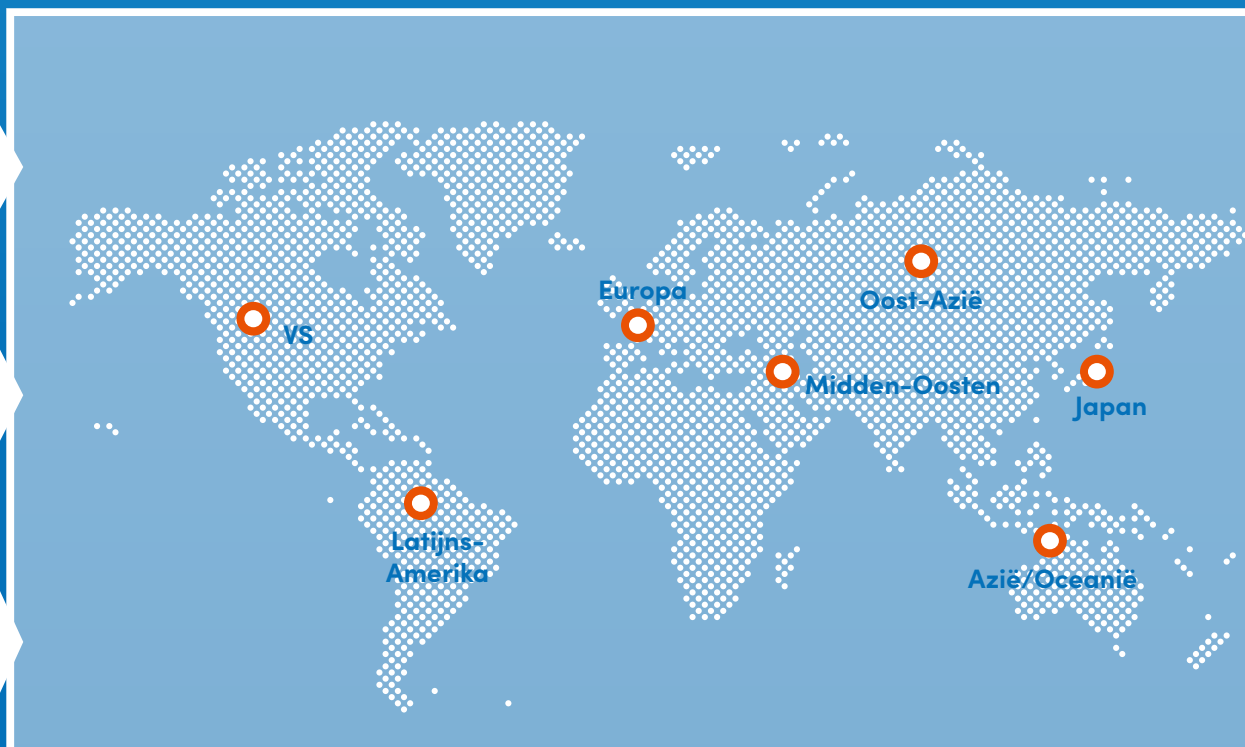 Europa
Oost-Azië
VS
Midden-Oosten
Japan
Latijns-
Amerika
Azië/Oceanië